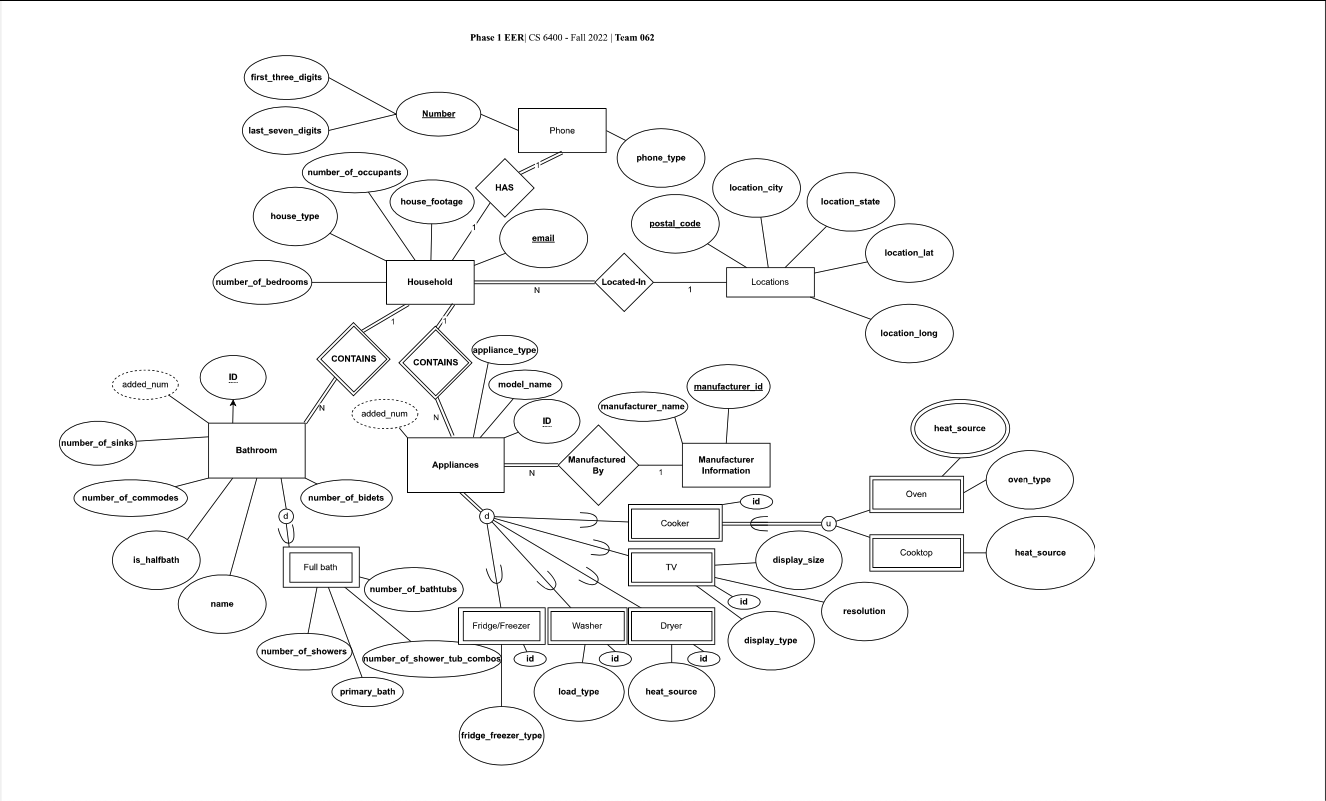 Phase 1 EER| CS 6400 - Fall 2022 | Team 062
first_three_digits
Number
Phone
last_seven_digits
phone_type
number_of_occupants
1
HAS
location_city
house_footage
location_state
house_type
postal_code
1
email
location_lat
number_of_bedrooms
Household
Located-In
Locations
N
1
location_long
1
1
CONTAINS
CONTAINS
appliance_type
added_num
ID
model_name
manufacturer_id
N
added_num
N
manufacturer_name
ID
heat_source
number_of_sinks
Bathroom
Appliances
Manufactured
By
Manufacturer
Information
N
1
oven_type
number_of_commodes
number_of_bidets
Oven
id
d
d
Cooker
u
is_halfbath
Full bath
TV
display_size
Cooktop
heat_source
number_of_bathtubs
name
id
resolution
Fridge/Freezer
Washer
Dryer
display_type
number_of_showers
number_of_shower_tub_combos
id
id
id
primary_bath
load_type
heat_source
fridge_freezer_type